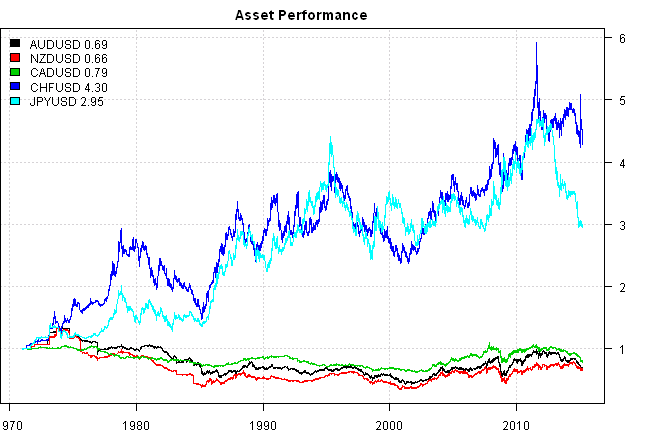 Asset Performance
AUDUSD 0.69
NZDUSD 0.66
CADUSD 0.79
CHFUSD 4.30
JPYUSD 2.95
6
5
4
3
2
1
1970 1980 1990 2000 2010